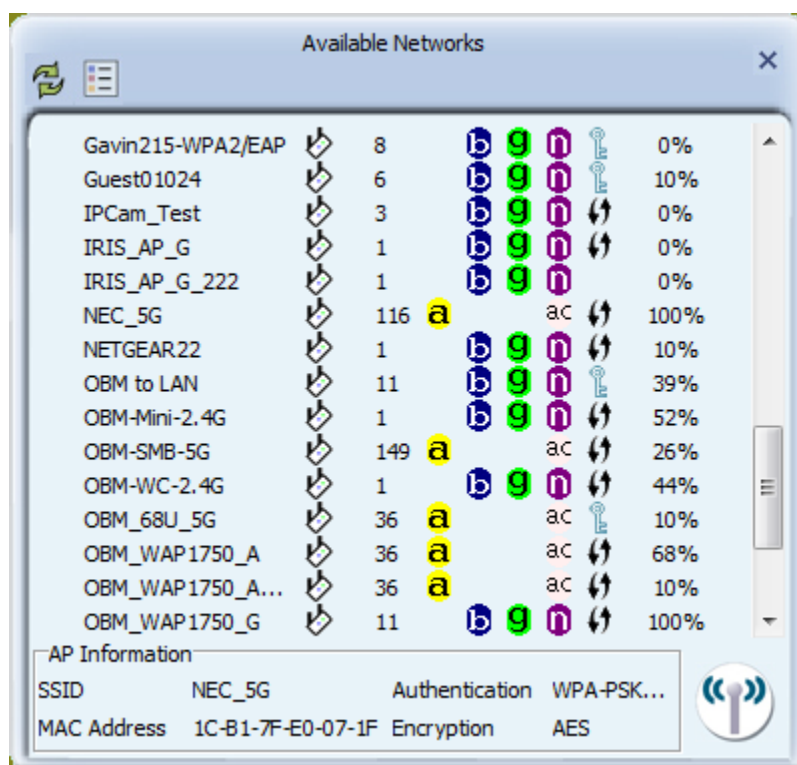 Available Networks
Gavin215-WPA2/EAP 8 b g n 0%
Guest01024 6 b g n 10%
IPCam_Test 3 b g n 0%
IRIS_AP_G 1 b g n 0%
IRIS_AP_G_222 1 b g n 0%
NEC_5G 116 a ac 100%
NETGEAR22 1 b g n 10%
OBM to LAN 11 b g n 39%
OBM-Mini-2.4G 1 b g n 52%
OBM-SMB-5G 149 a ac 26%
OBM-WC-2.4G 1 b g n 44%
OBM_68U_5G 36 a ac 10%
OBM_WAP1750_A 36 a ac 68%
OBM_WAP1750_A... 36 a ac 10%
OBM_WAP1750_G 11 b g n 100%
AP Information
SSID NEC_5G Authentication WPA-PSK...
MAC Address 1C-B1-7F-E0-07-1F Encryption AES